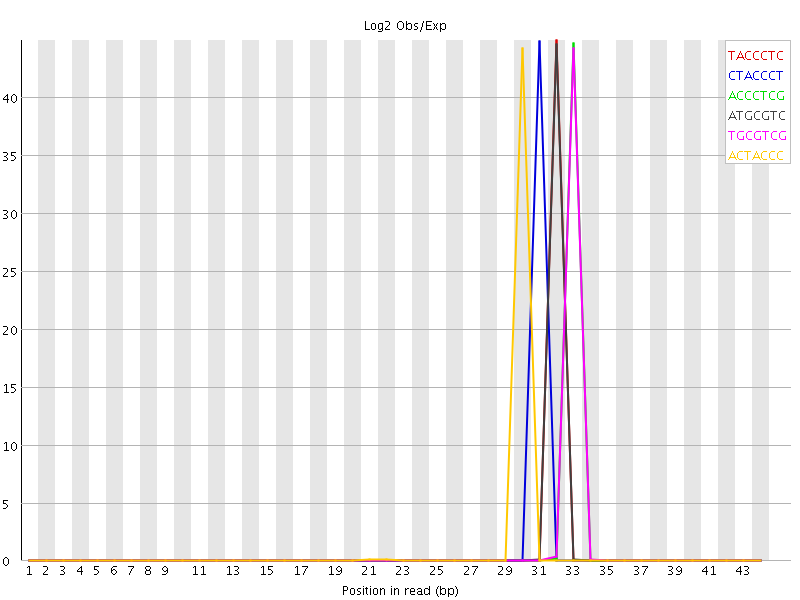 Log2 Obs/Exp
TACCCTC
CTACCCT
ACCCTCG
ATGCGTC
TGCGTCG
ACTACCC
40
35
30
25
20
15
10
5
0
1 2 3 4 5 6 7 8 9 11 13 15 17 19 21 23 25 27 29 31 33 35 37 39 41 43
Position in read (bp)